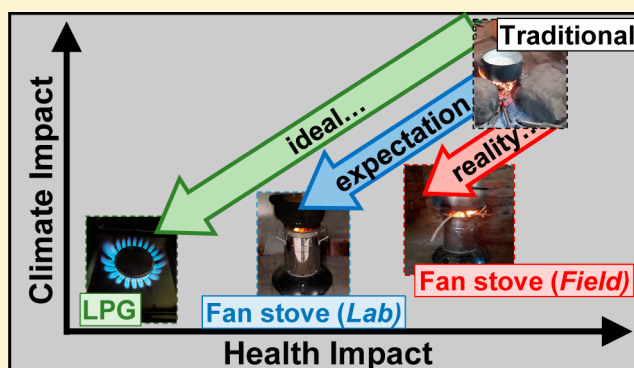 Traditional
ideal...
expectation
reality...
Climate Impact
LPG
Fan stove (Lab)
Fan stove (Field)
Health Impact